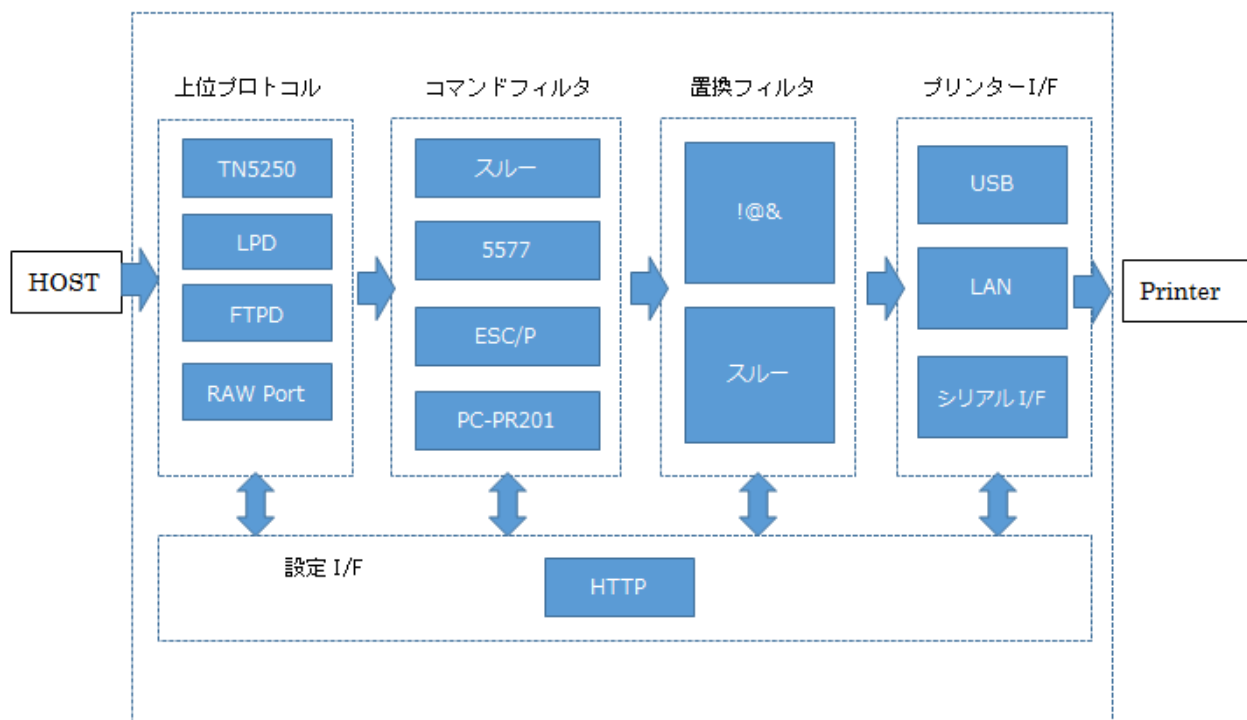 上位プロトコル
コマンドフィルタ
置換フィルタ
プリンターI/F
TN5250
LPD
FTPD
RAW Port
スルー
5577
ESC/P
PC-PR201
!@&
スルー
USB
LAN
シリアル I/F
HOST
Printer
設定 I/F
HTTP